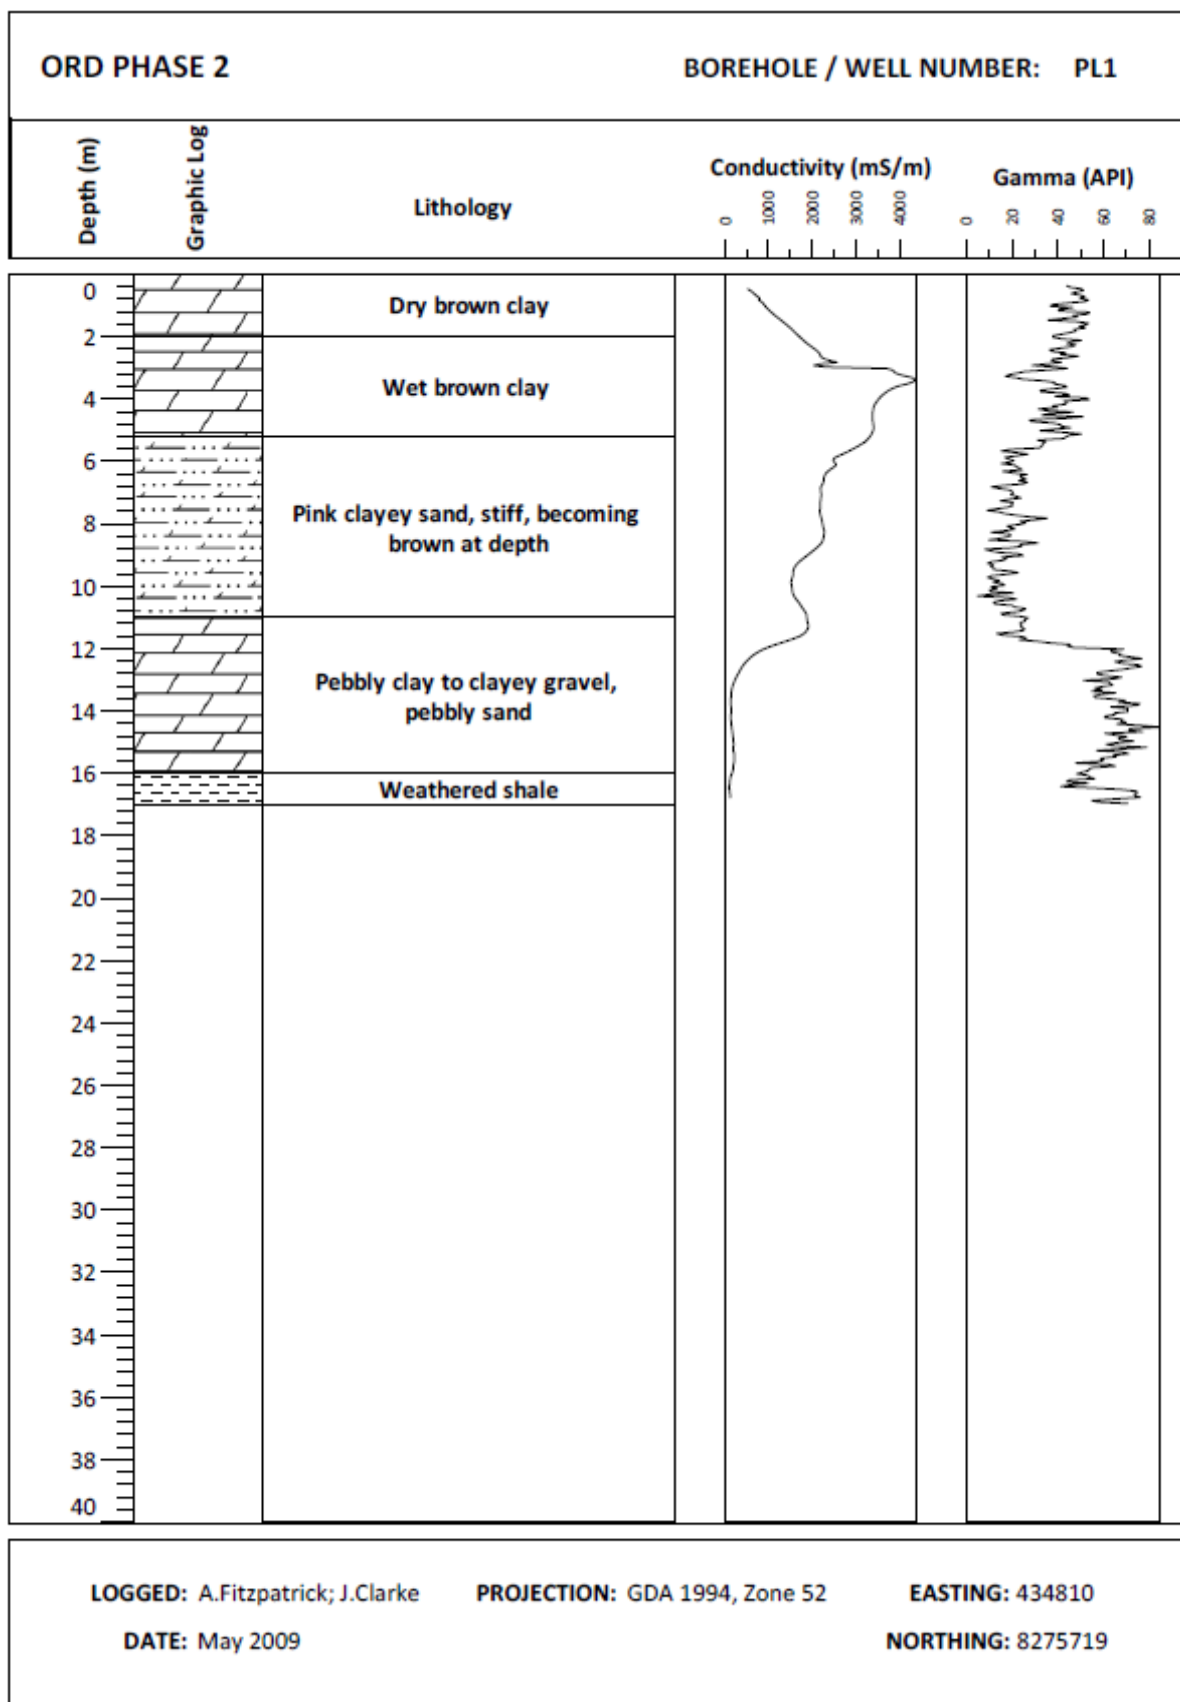 ORD PHASE 2 BOREHOLE / WELL NUMBER: PL1
Depth (m)
Graphic Log
Lithology
Conductivity (mS/m)
0 1000 2000 3000 4000
Gamma (API)
0 20 40 60 80
0
Dry brown clay
2
Wet brown clay
4
6
Pink clayey sand, stiff, becoming
brown at depth
8
10
12
Pebbly clay to clayey gravel,
pebbly sand
14
16
Weathered shale
18
20
22
24
26
28
30
32
34
36
38
40
LOGGED: A.Fitzpatrick; J.Clarke PROJECTION: GDA 1994, Zone 52 EASTING: 434810
DATE: May 2009 NORTHING: 8275719